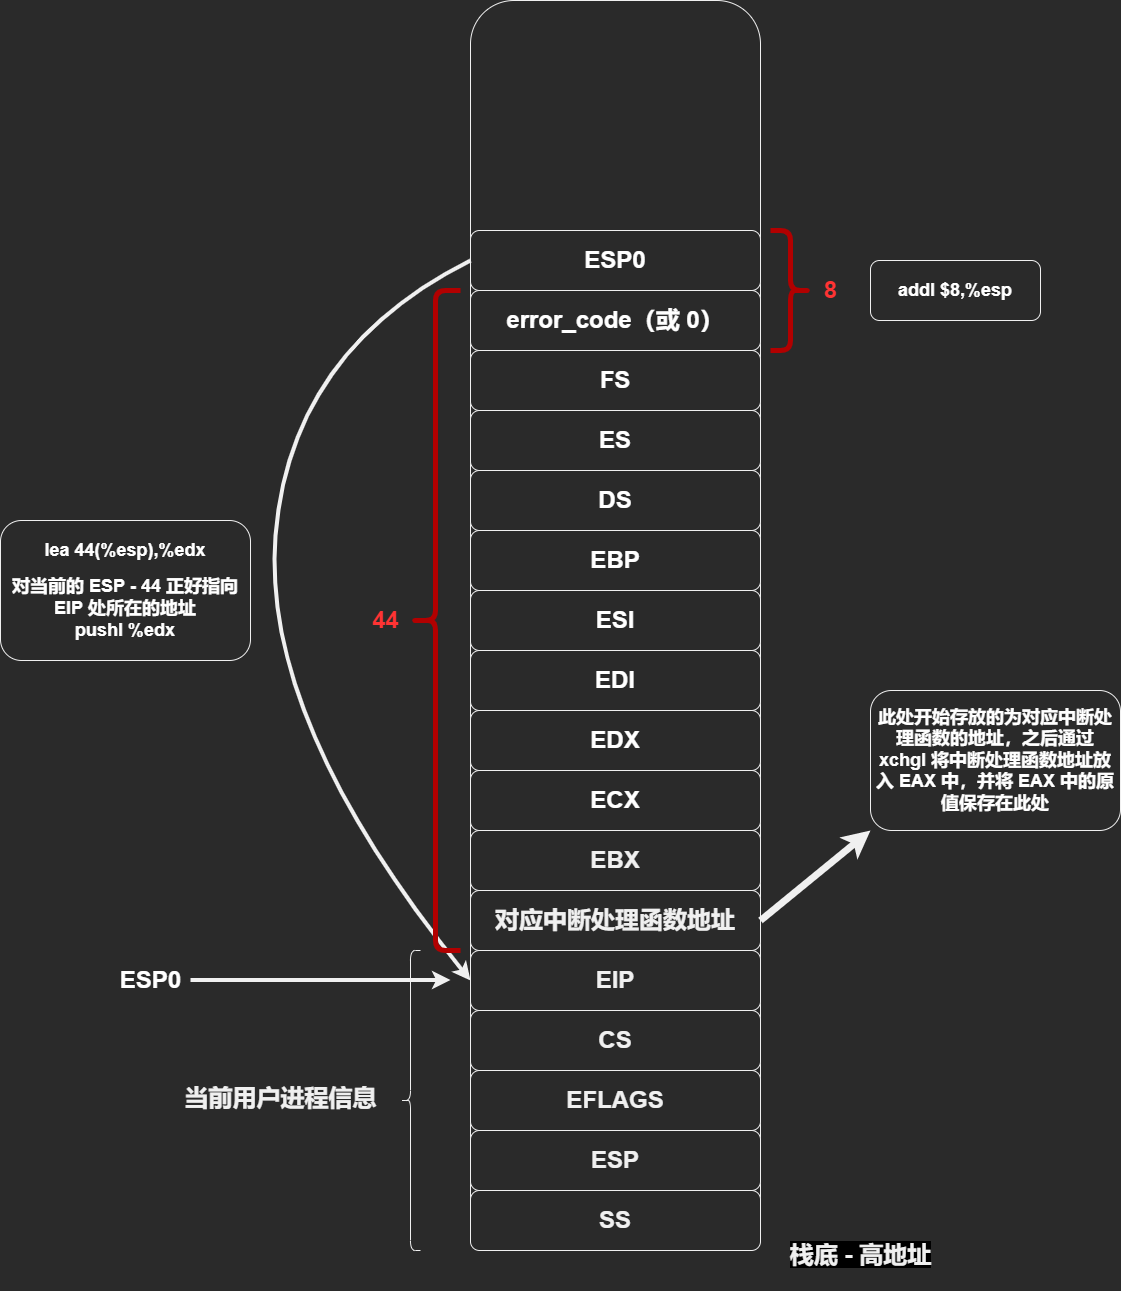 ESP0
8
addl $8,%esp
error_code（或 0）
FS
ES
DS
lea 44(%esp),%edx
对当前的 ESP - 44 正好指向
EIP 处所在的地址
pushl %edx
EBP
44
ESI
EDI
EDX
此处开始存放的为对应中断处
理函数的地址，之后通过
xchgl 将中断处理函数地址放
入 EAX 中，并将 EAX 中的原
值保存在此处
ECX
EBX
对应中断处理函数地址
ESP0
EIP
CS
当前用户进程信息
EFLAGS
ESP
SS
栈底 - 高地址